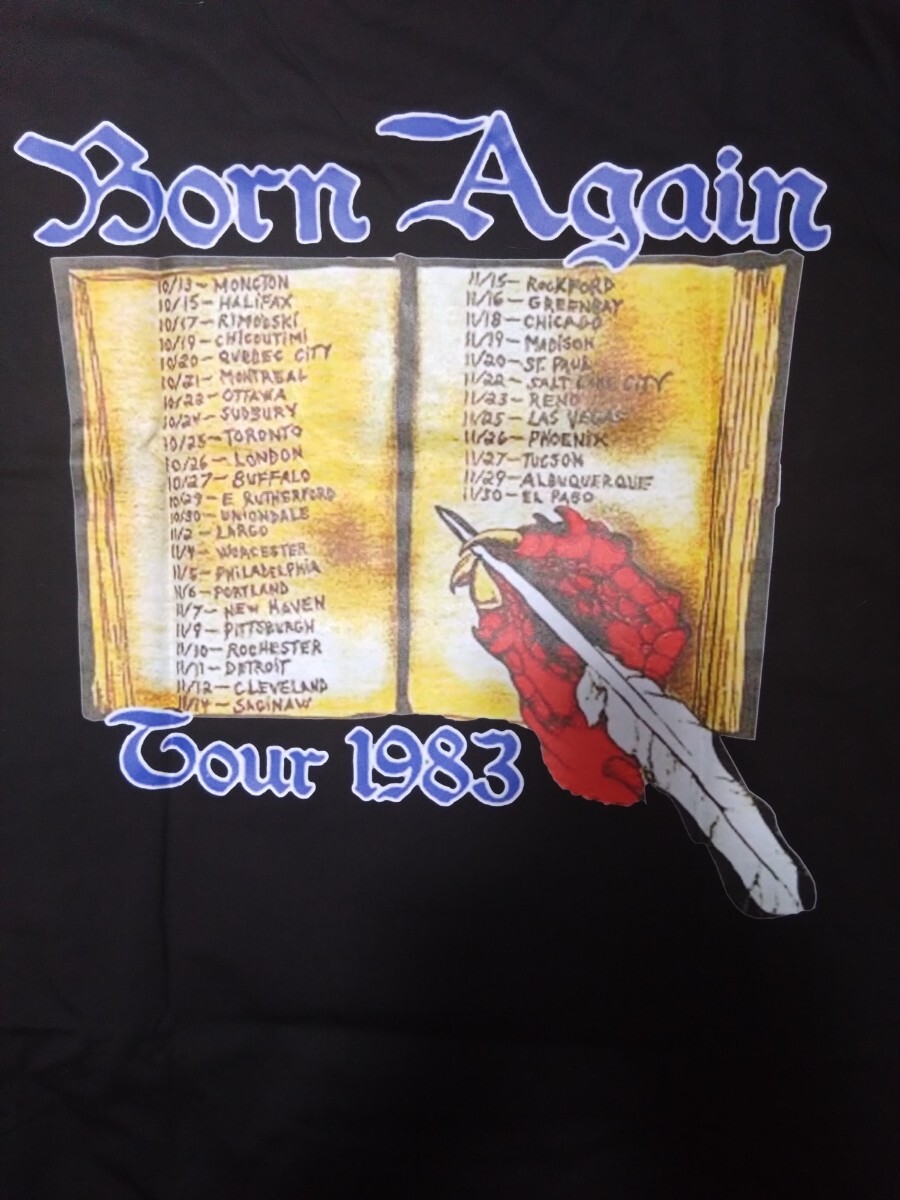 Born Again
10/13 - MONCTON
10/15 - HALIFAX
10/17 - RIMOUSKI
10/19 - CHICOUTIMI
10/20 - QUEBEC CITY
10/21 - MONTREAL
10/22 - OTTAWA
10/24 - SUDBURY
10/25 - TORONTO
10/26 - LONDON
10/27 - BUFFALO
10/29 - E RUTHERFORD
10/30 - UNIONDALE
11/2 - LARGO
11/4 - WORCESTER
11/5 - PHILADELPHIA
11/6 - PORTLAND
11/7 - NEW HAVEN
11/9 - PITTSBURGH
11/10 - ROCHESTER
11/11 - DETROIT
11/12 - CLEVELAND
11/14 - SAGINAW
11/15 - ROCKFORD
11/16 - GREENBAY
11/18 - CHICAGO
11/19 - MADISON
11/20 - ST. PAUL
11/22 - SALT LAKE CITY
11/23 - RENO
11/25 - LAS VEGAS
11/26 - PHOENIX
11/27 - TUCSON
11/29 - ALBUQUERQUE
11/30 - EL PASO
Tour 1983